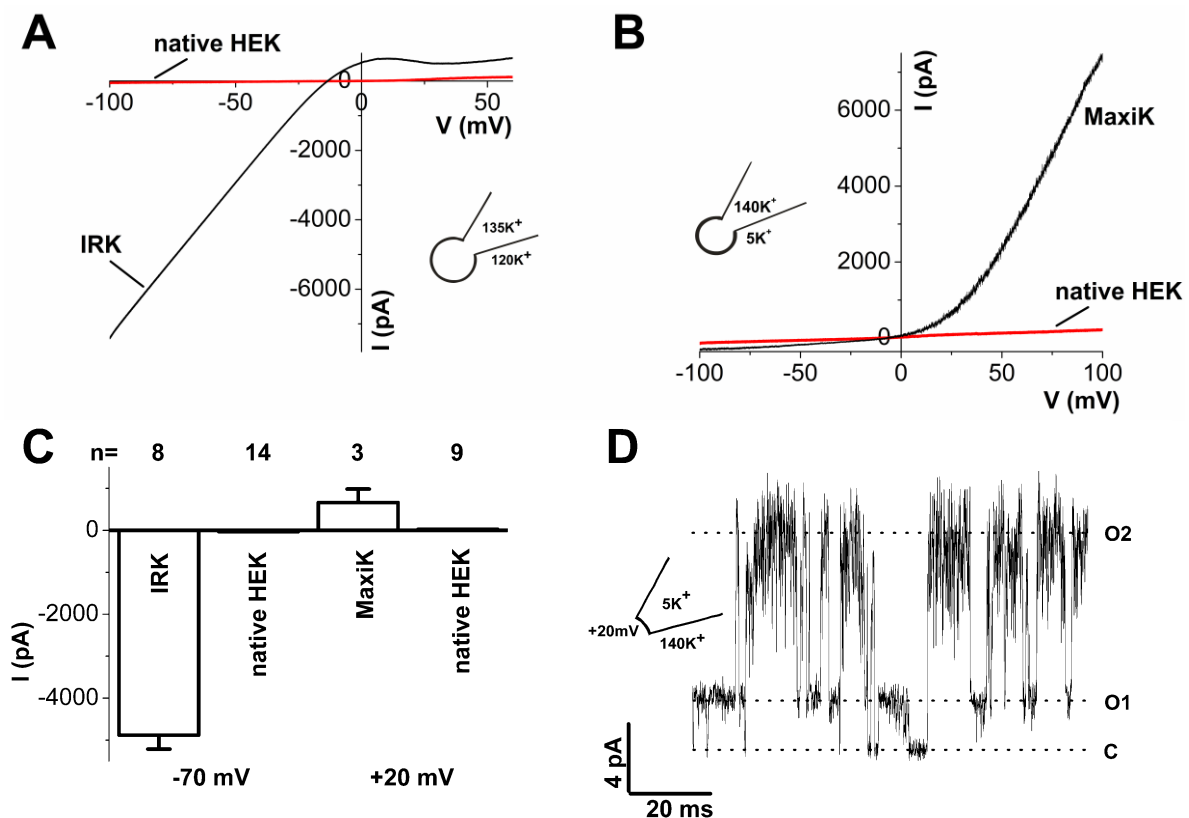 A
native HEK
0
-100
-50
0
50
V (mV)
-2000
-4000
-6000
I (pA)
IRK
135K+
120K+
B
I (pA)
6000
4000
2000
0
MaxiK
native HEK
140K+
5K+
-100
-50
0
50
100
V (mV)
C
n= 8 14 3 9
0
-2000
-4000
I (pA)
IRK
native HEK
MaxiK
native HEK
-70 mV
+20 mV
D
O2
O1
C
5K+
+20mV
140K+
4 pA
20 ms